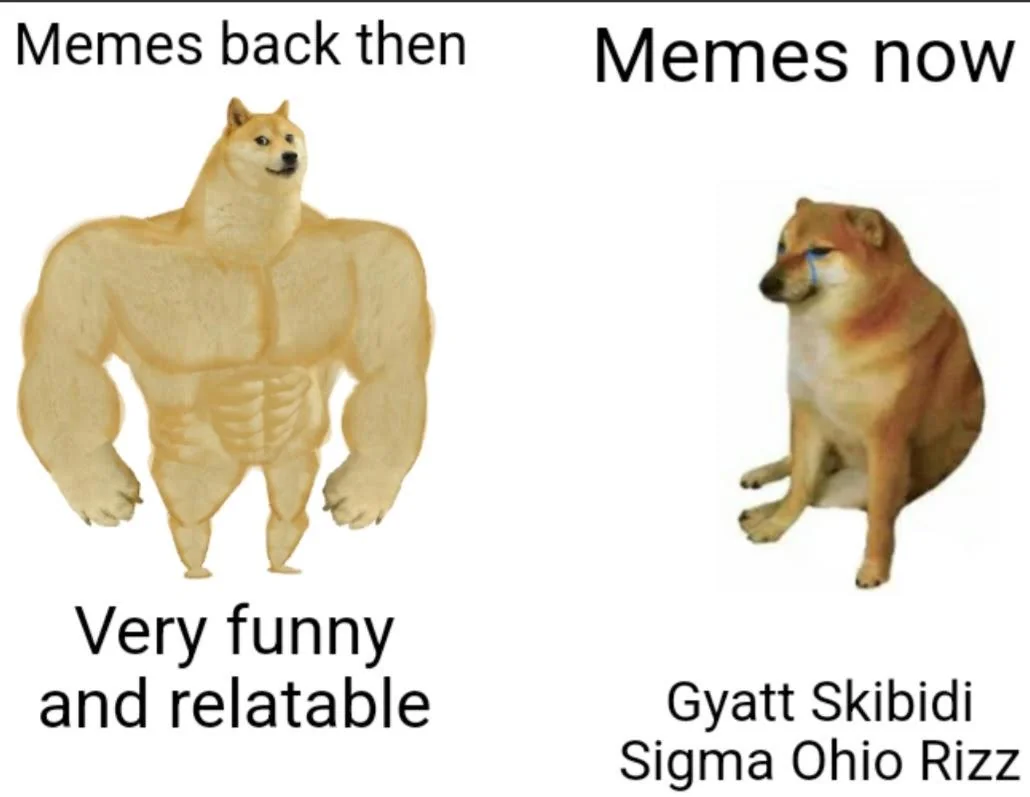 Memes back then
Memes now
Very funny
and relatable
Gyatt Skibidi
Sigma Ohio Rizz